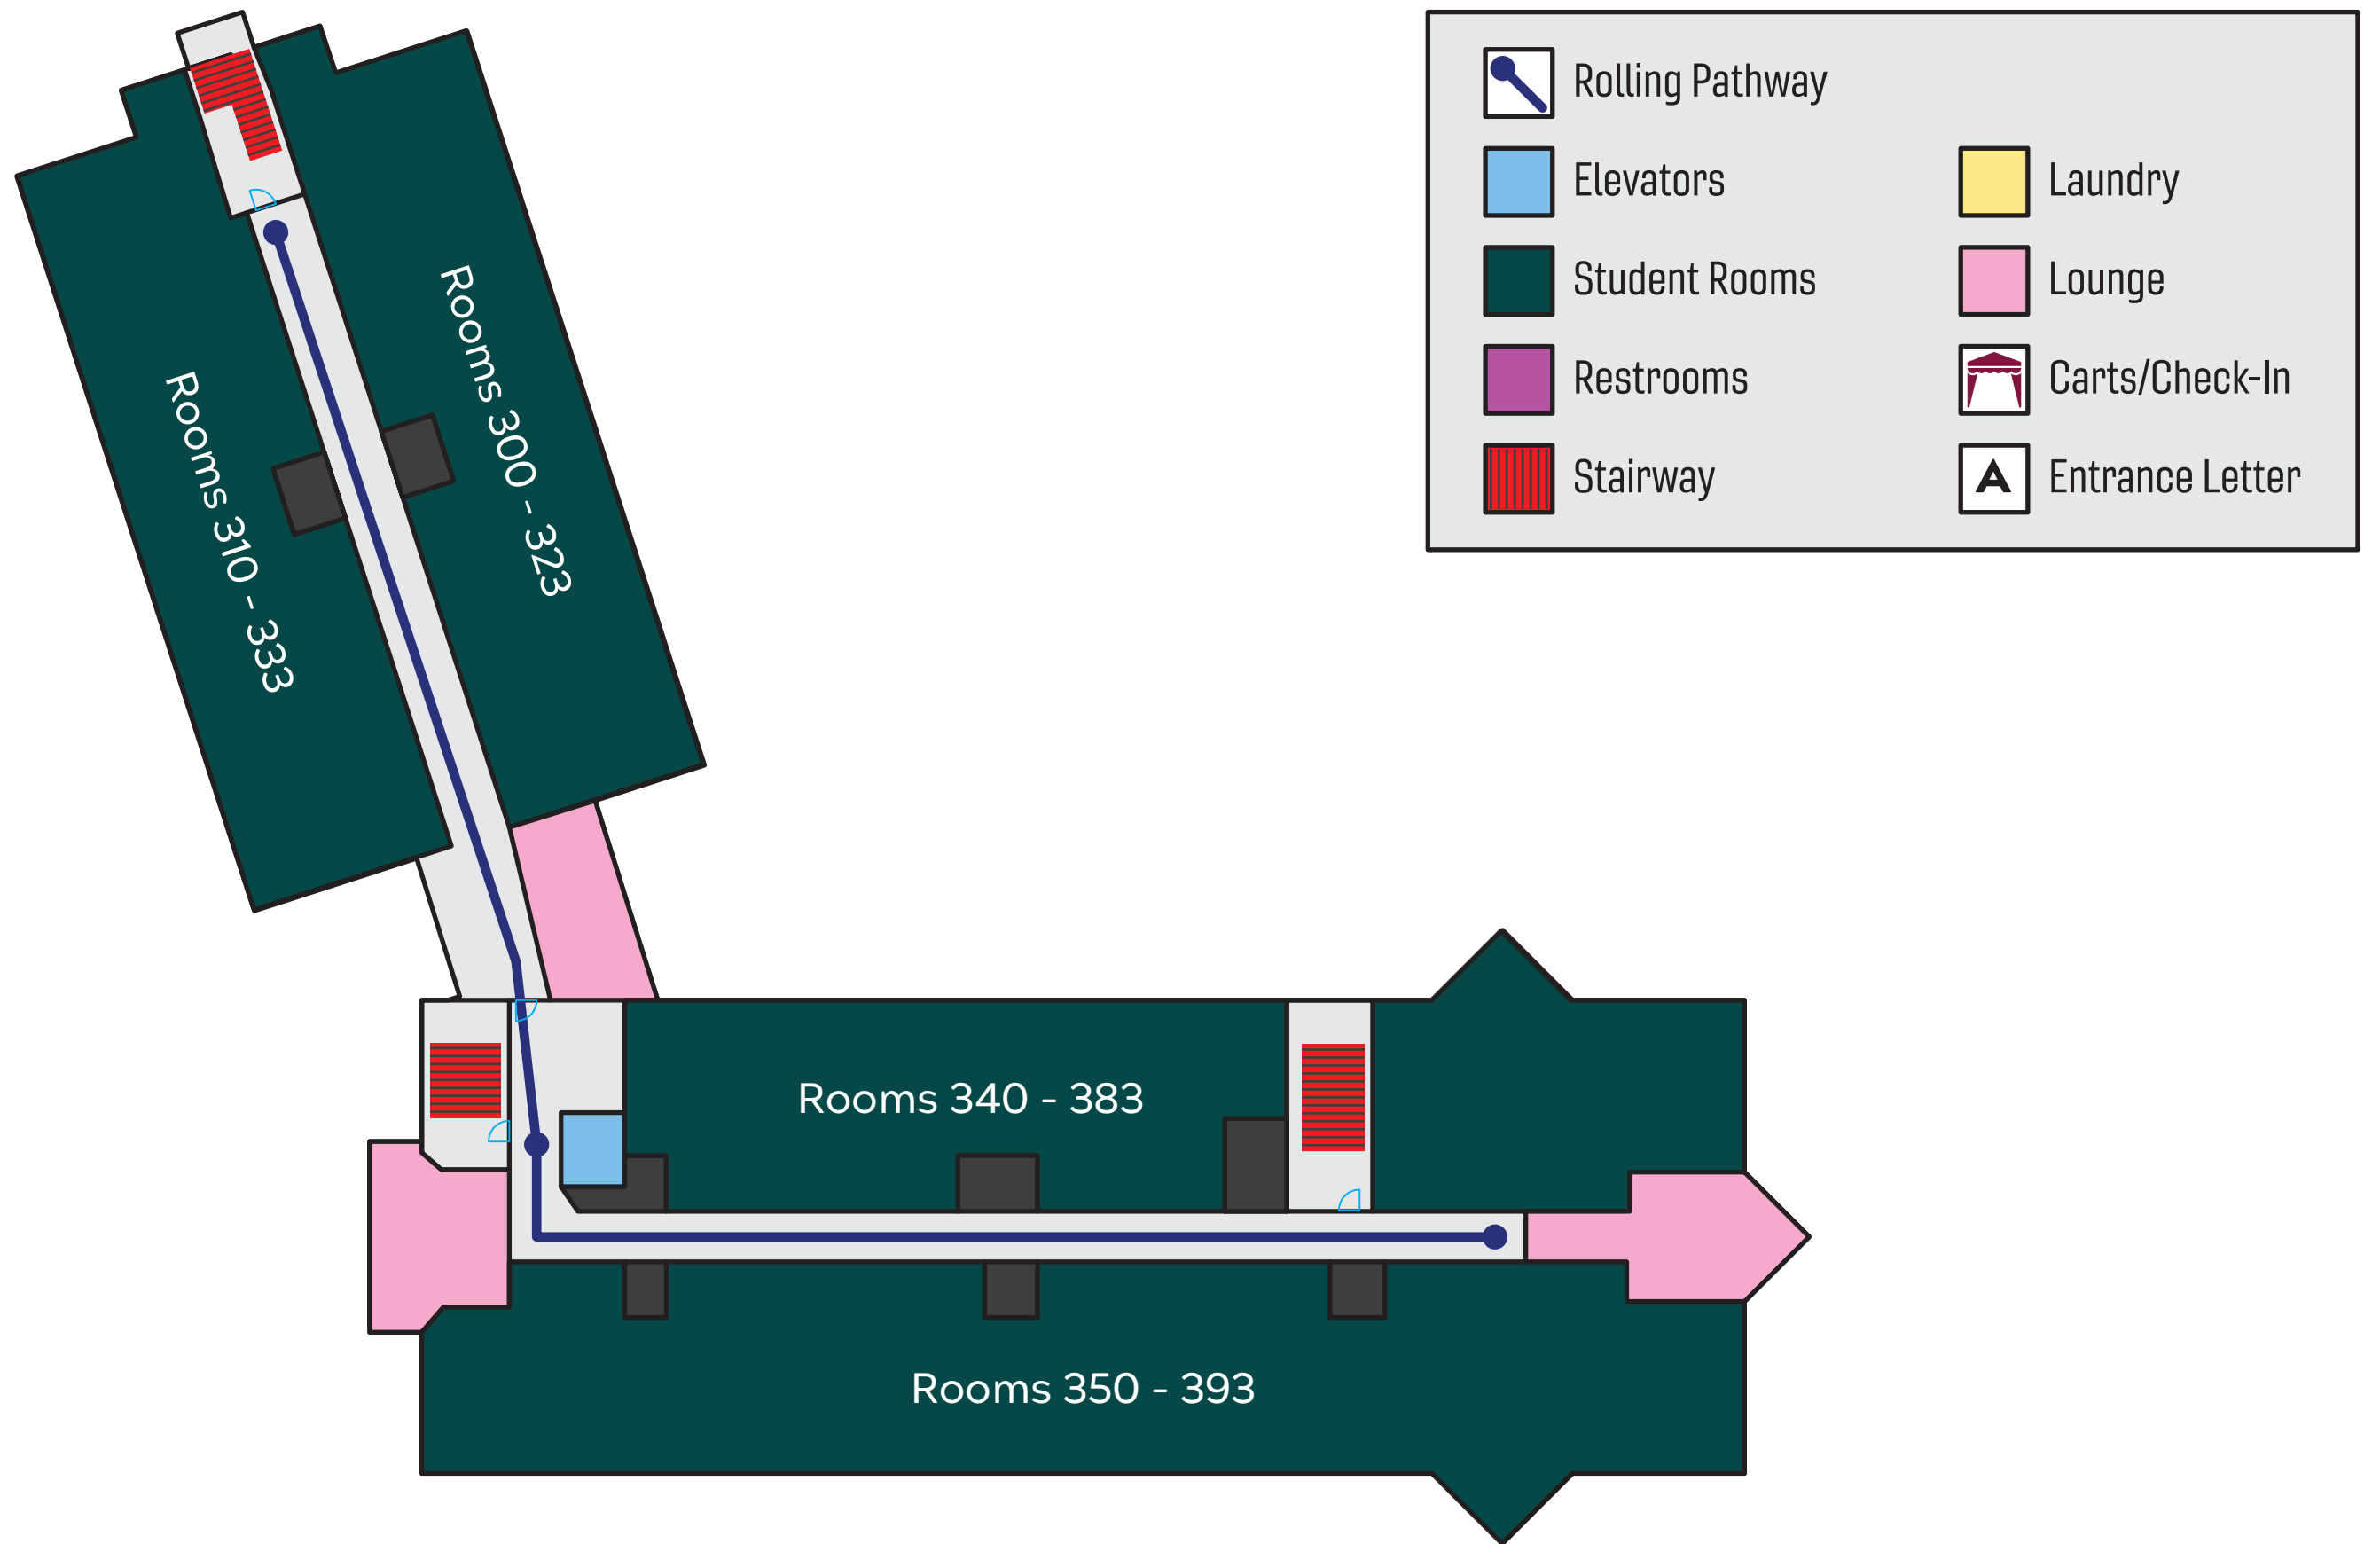 Rolling Pathway
Elevators
Laundry
Student Rooms
Lounge
Restrooms
Carts/Check-In
Stairway
A
Entrance Letter
Rooms 300 - 323
Rooms 310 - 333
Rooms 340 - 383
Rooms 350 - 393